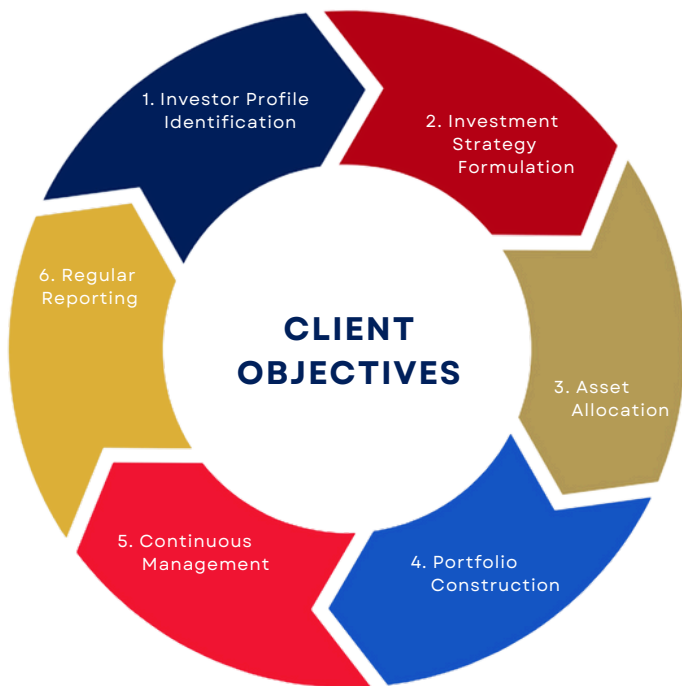 1. Investor Profile
Identification
2. Investment
Strategy
Formulation
3. Asset
Allocation
4. Portfolio
Construction
5. Continuous
Management
6. Regular
Reporting
CLIENT
OBJECTIVES